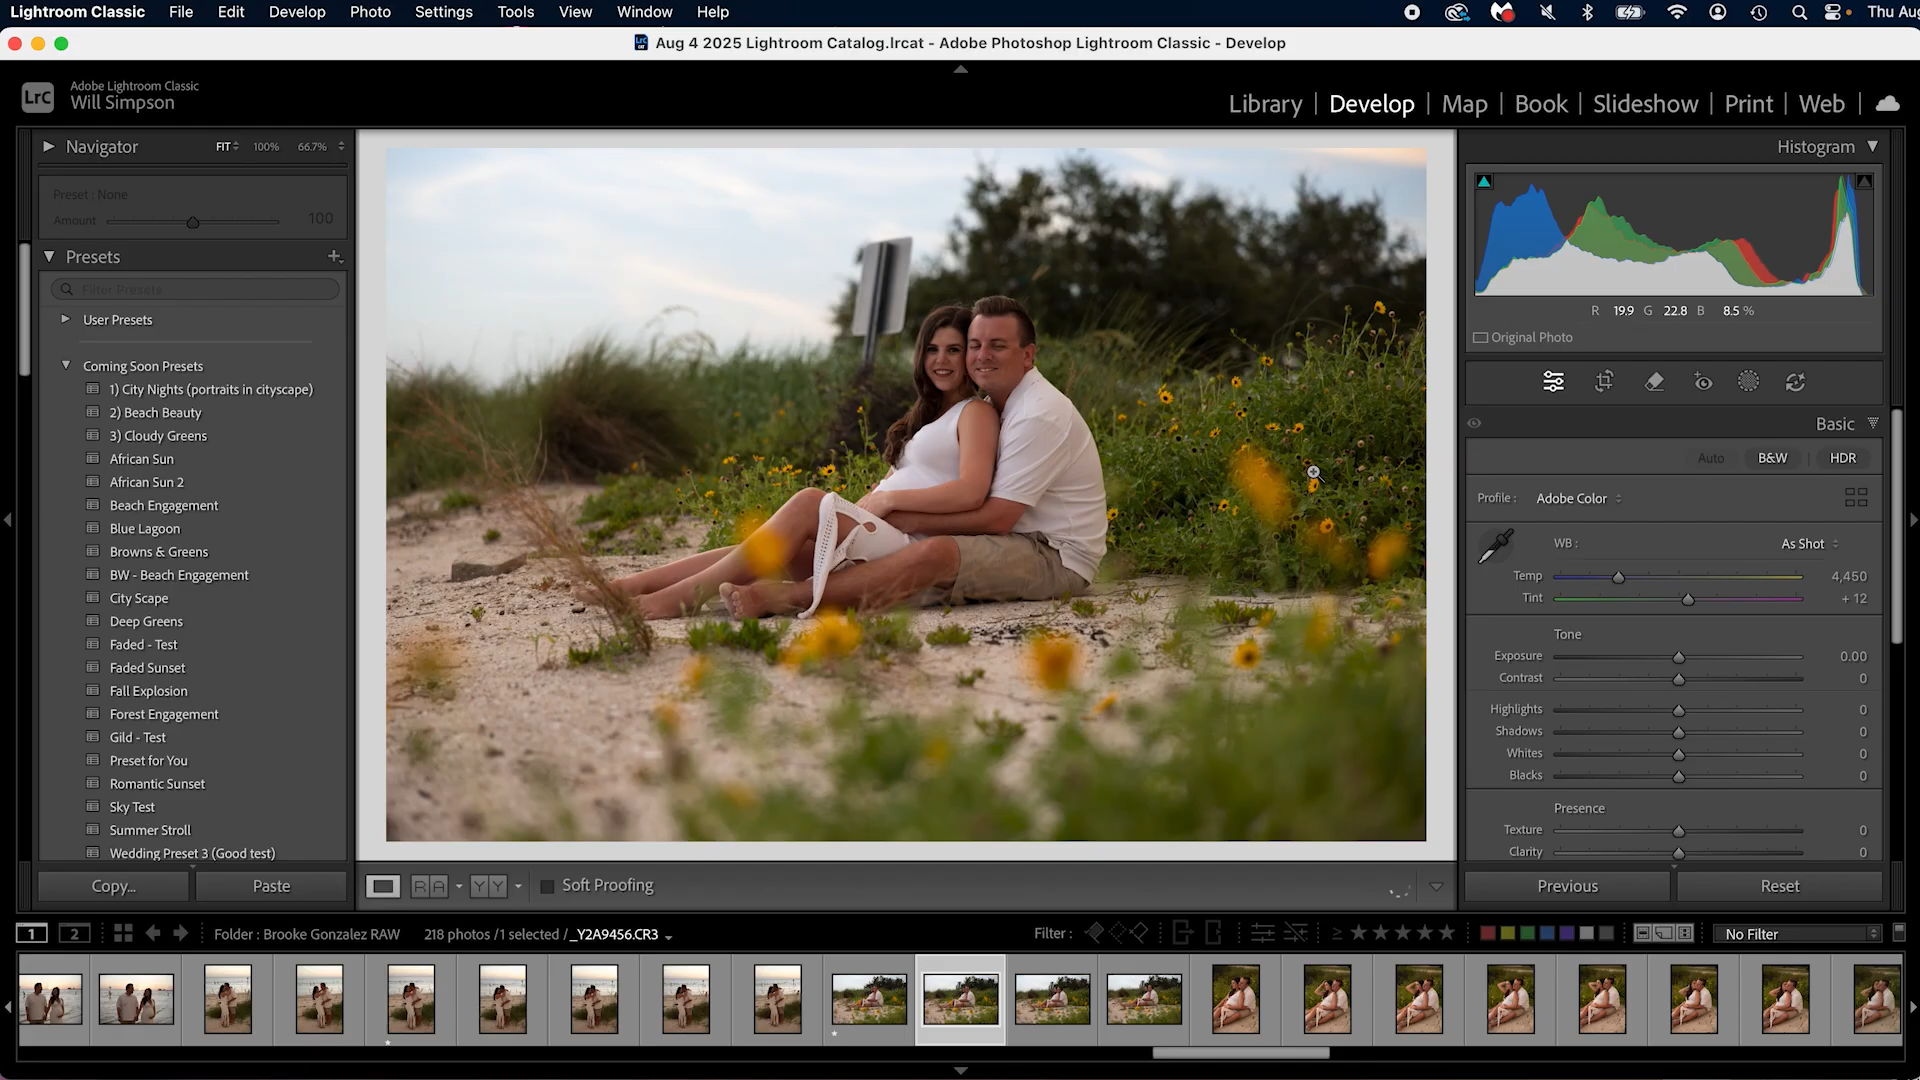 Lightroom Classic File Edit Develop Photo Settings Tools View Window Help Thu Aug
Aug 4 2025 Lightroom Catalog.lrcat - Adobe Photoshop Lightroom Classic - Develop
LrC
Adobe Lightroom Classic
Will Simpson
Library | Develop | Map | Book | Slideshow | Print | Web
Navigator FIT 100% 66.7%
Preset : None
Amount 100
Presets
Filter Presets
User Presets
Coming Soon Presets
1) City Nights (portraits in cityscape)
2) Beach Beauty
3) Cloudy Greens
African Sun
African Sun 2
Beach Engagement
Blue Lagoon
Browns & Greens
BW - Beach Engagement
City Scape
Deep Greens
Faded - Test
Faded Sunset
Fall Explosion
Forest Engagement
Gild - Test
Preset for You
Romantic Sunset
Sky Test
Summer Stroll
Wedding Preset 3 (Good test)
Copy... Paste
RA YY Soft Proofing
Histogram
R 19.9 G 22.8 B 8.5 %
Original Photo
Basic
Auto B&W HDR
Profile : Adobe Color
WB : As Shot
Temp 4,450
Tint + 12
Tone
Exposure 0.00
Contrast 0
Highlights 0
Shadows 0
Whites 0
Blacks 0
Presence
Texture 0
Clarity 0
Previous Reset
1 2 Folder : Brooke Gonzalez RAW 218 photos /1 selected /_Y2A9456.CR3 Filter : ≥ ★★★★★ No Filter